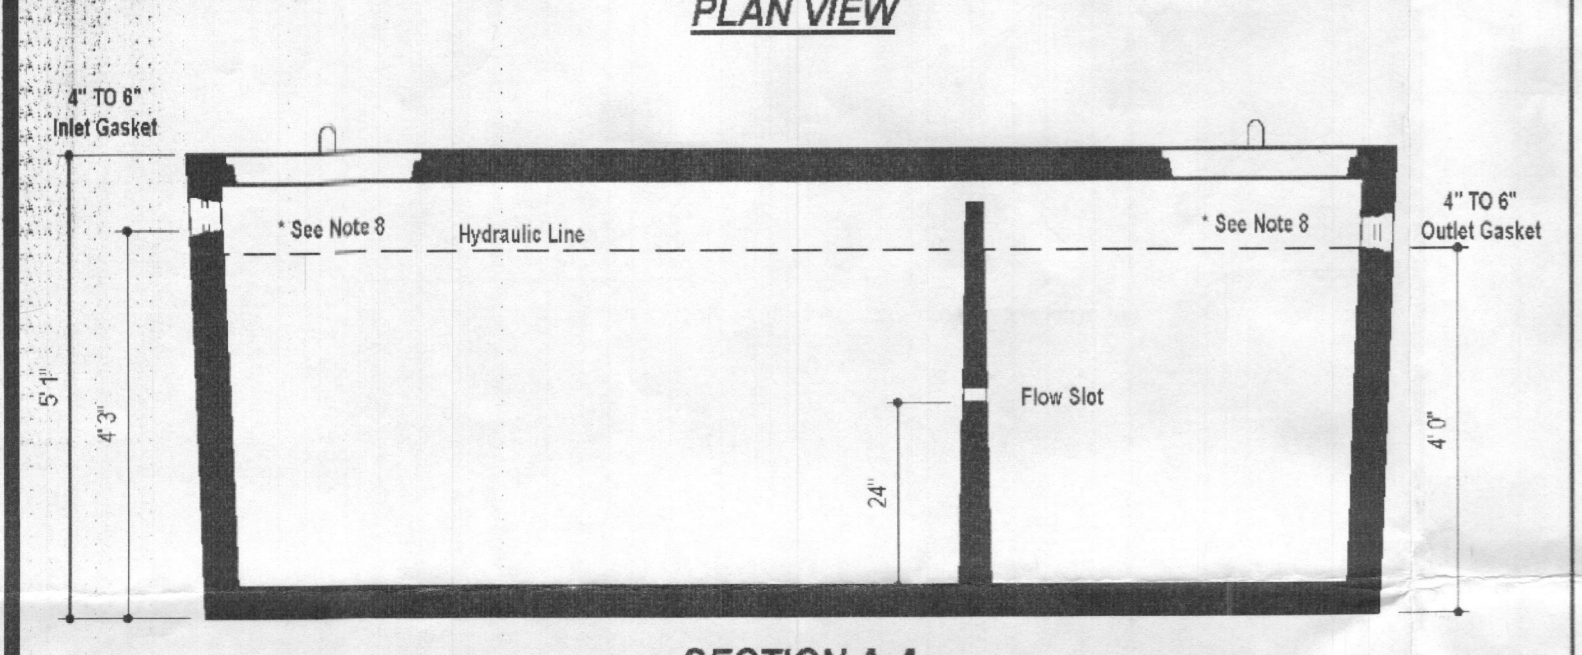 PLAN VIEW
4" TO 6"
Inlet Gasket
* See Note 8
Hydraulic Line
* See Note 8
4" TO 6"
Outlet Gasket
5' 1"
4' 3"
Flow Slot
24"
4' 0"
SECTION A-A